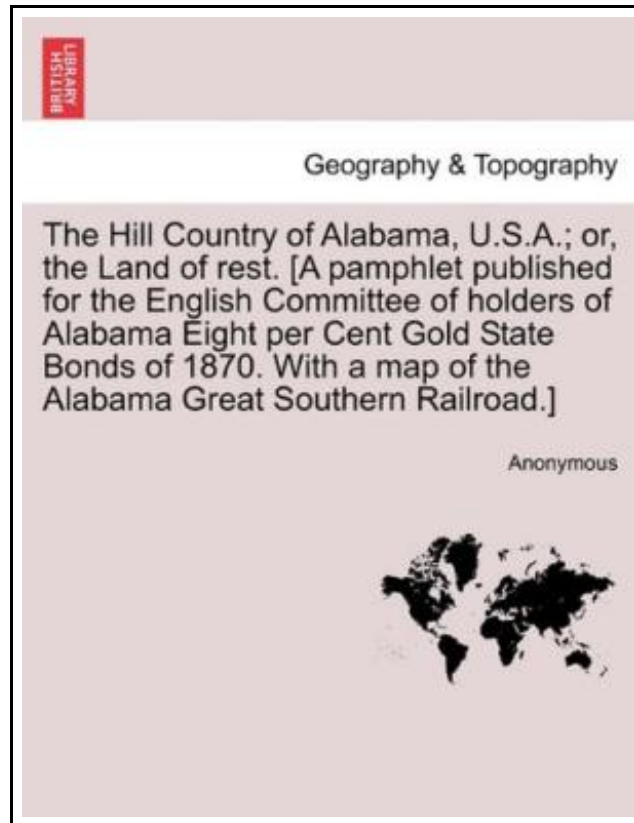 BRITISH
LIBRARY
Geography & Topography
The Hill Country of Alabama, U.S.A.; or,
the Land of rest. [A pamphlet published
for the English Committee of holders of
Alabama Eight per Cent Gold State
Bonds of 1870. With a map of the
Alabama Great Southern Railroad.]
Anonymous